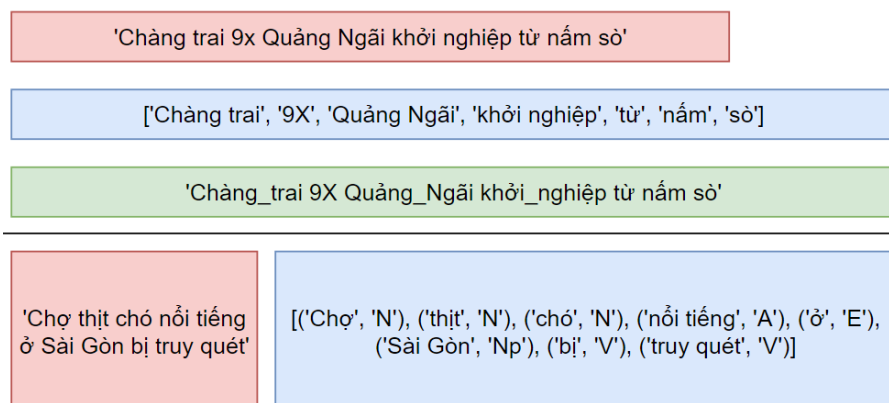 'Chàng trai 9x Quảng Ngãi khởi nghiệp từ nấm sò'
['Chàng trai', '9X', 'Quảng Ngãi', 'khởi nghiệp', 'từ', 'nấm', 'sò']
'Chàng_trai 9X Quảng_Ngãi khởi_nghiệp từ nấm sò'
'Chợ thịt chó nổi tiếng
ở Sài Gòn bị truy quét'
[('Chợ', 'N'), ('thịt', 'N'), ('chó', 'N'), ('nổi tiếng', 'A'), ('ở', 'E'),
('Sài Gòn', 'Np'), ('bị', 'V'), ('truy quét', 'V')]